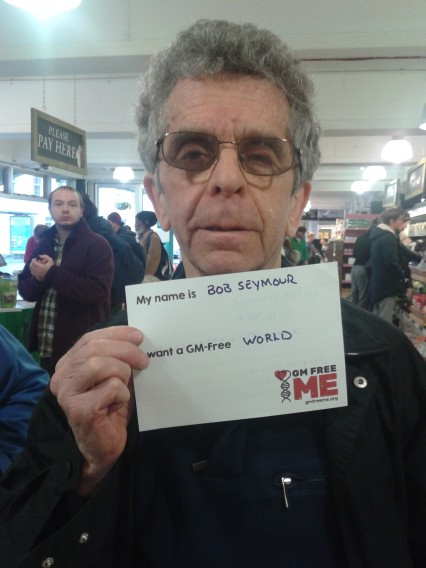 PLEASE
PAY HERE
My name is BOB SEYMOUR
want a GM-Free WORLD
GM FREE
ME
gmfreeme.org